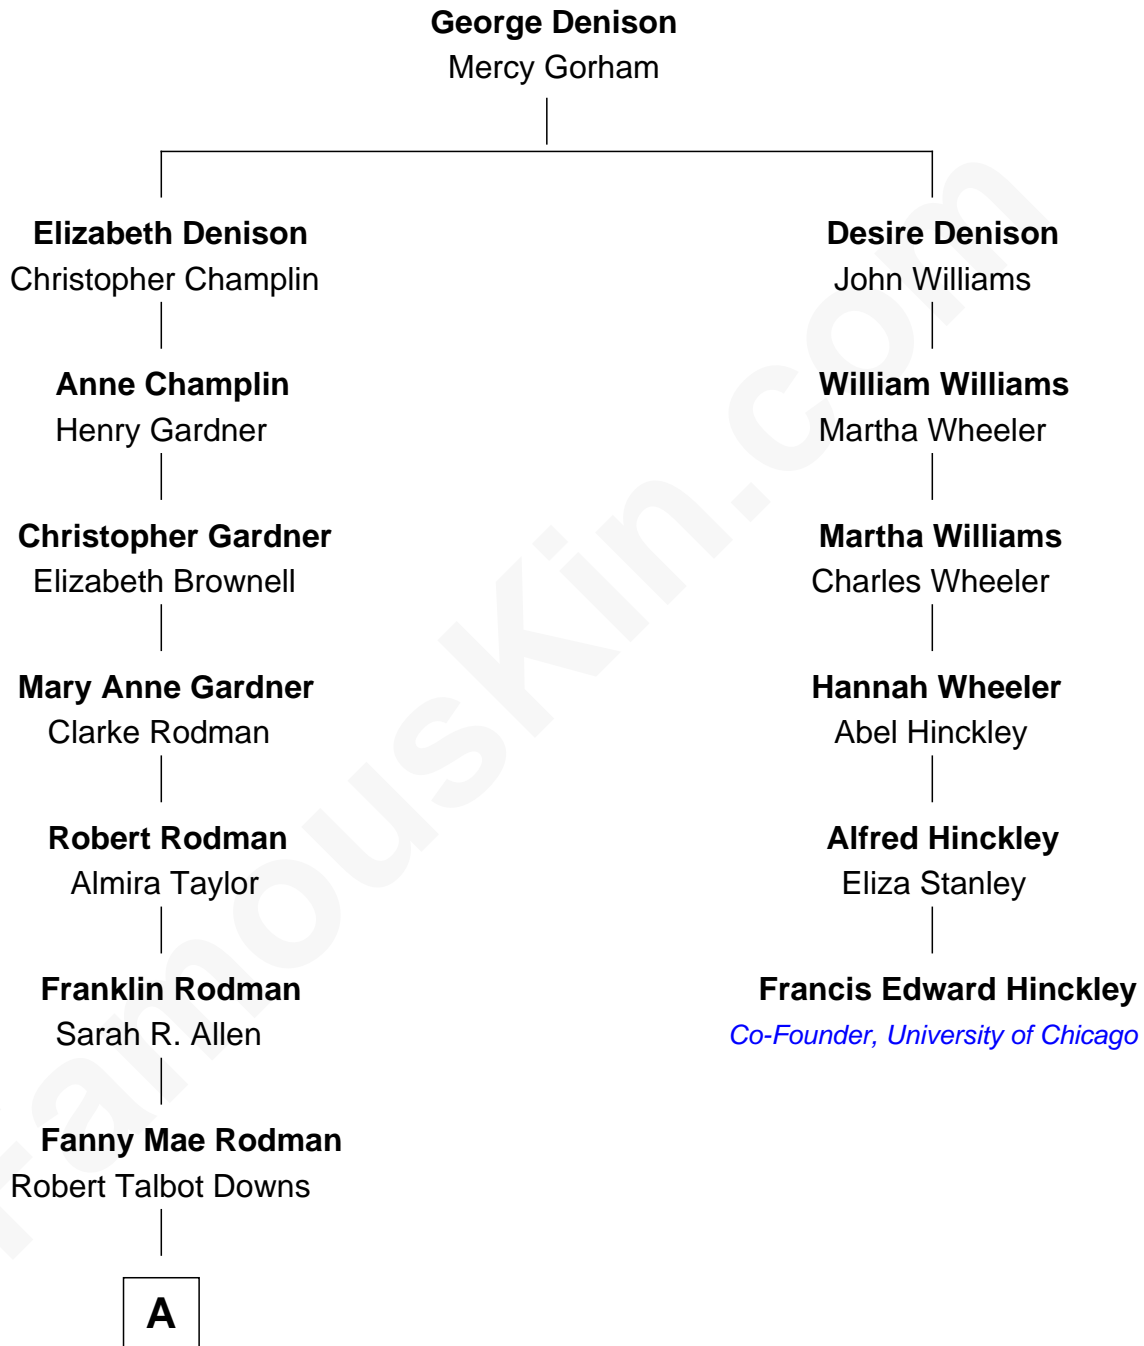 George Denison
Mercy Gorham
Elizabeth Denison
Christopher Champlin
Anne Champlin
Henry Gardner
Christopher Gardner
Elizabeth Brownell
Mary Anne Gardner
Clarke Rodman
Robert Rodman
Almira Taylor
Franklin Rodman
Sarah R. Allen
Fanny Mae Rodman
Robert Talbot Downs
A
Desire Denison
John Williams
William Williams
Martha Wheeler
Martha Williams
Charles Wheeler
Hannah Wheeler
Abel Hinckley
Alfred Hinckley
Eliza Stanley
Francis Edward Hinckley
Co-Founder, University of Chicago
FamousKin.com